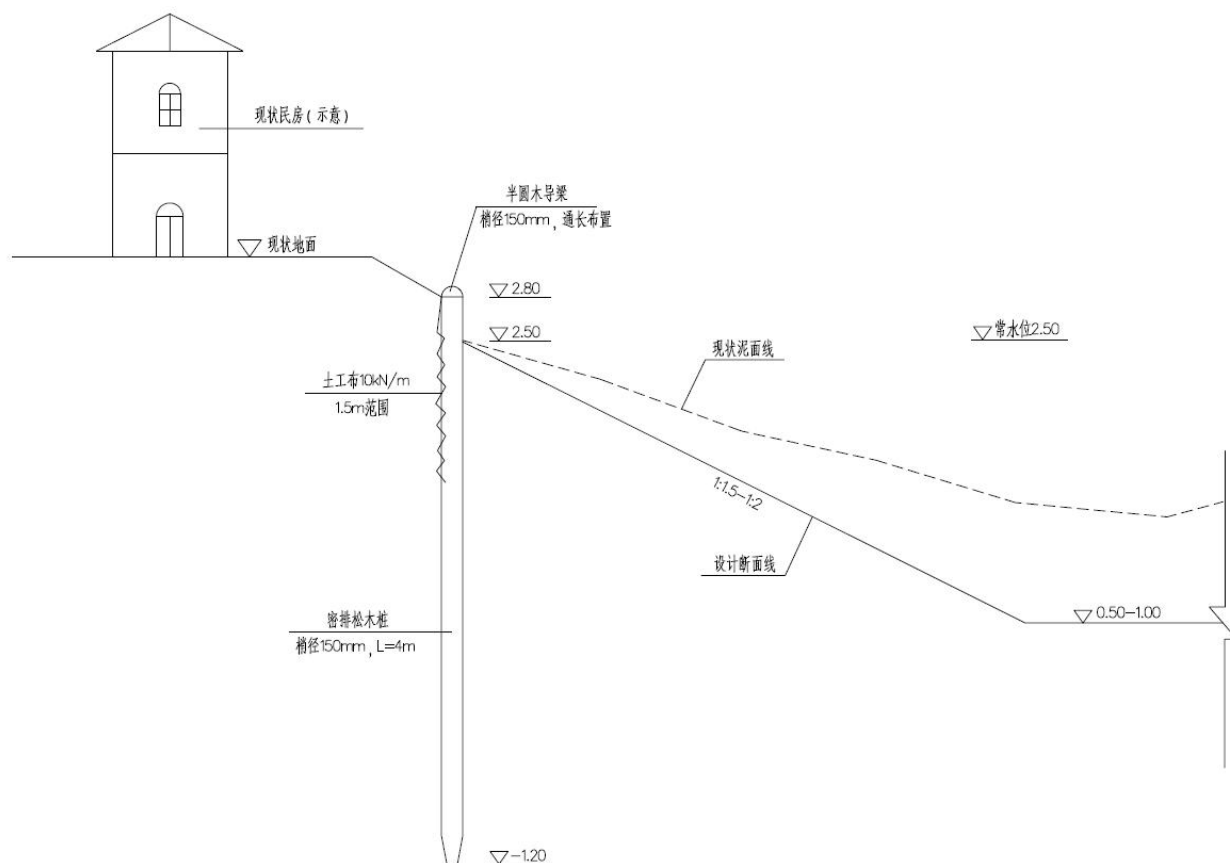 现状民房(示意)
半圆木导梁
梢径150mm,通长布置
现状地面
2.80
2.50
常水位2.50
现状泥面线
土工布10kN/m
1.5m范围
1:1.5-1:2
设计断面线
0.50-1.00
密排松木桩
梢径150mm,L=4m
-1.20